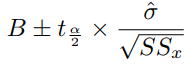 B ± t_{α/2} × σ̂ / √SS_x